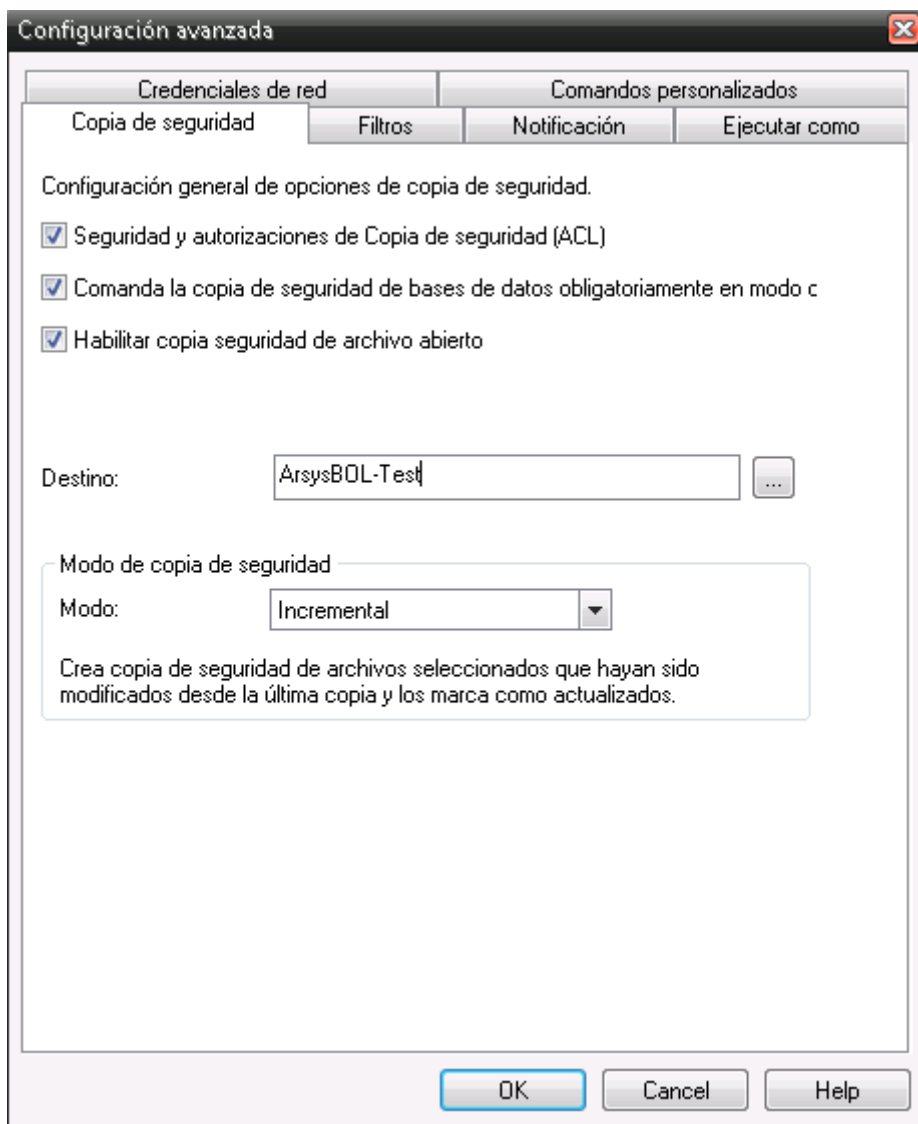 Configuración avanzada
Credenciales de red
Comandos personalizados
Copia de seguridad
Filtros
Notificación
Ejecutar como
Configuración general de opciones de copia de seguridad.
Seguridad y autorizaciones de Copia de seguridad (ACL)
Comanda la copia de seguridad de bases de datos obligatoriamente en modo c
Habilitar copia seguridad de archivo abierto
Destino:
ArsysBOL-Test
...
Modo de copia de seguridad
Modo:
Incremental
Crea copia de seguridad de archivos seleccionados que hayan sido
modificados desde la última copia y los marca como actualizados.
OK
Cancel
Help